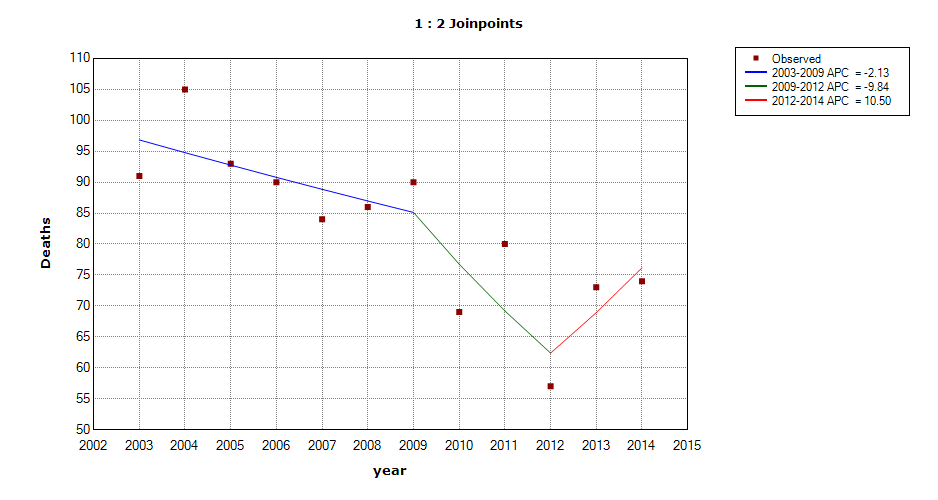 1 : 2 Joinpoints
Observed
2003-2009 APC = -2.13
2009-2012 APC = -9.84
2012-2014 APC = 10.50
110
105
100
95
90
85
80
75
70
65
60
55
50
Deaths
2002 2003 2004 2005 2006 2007 2008 2009 2010 2011 2012 2013 2014 2015
year